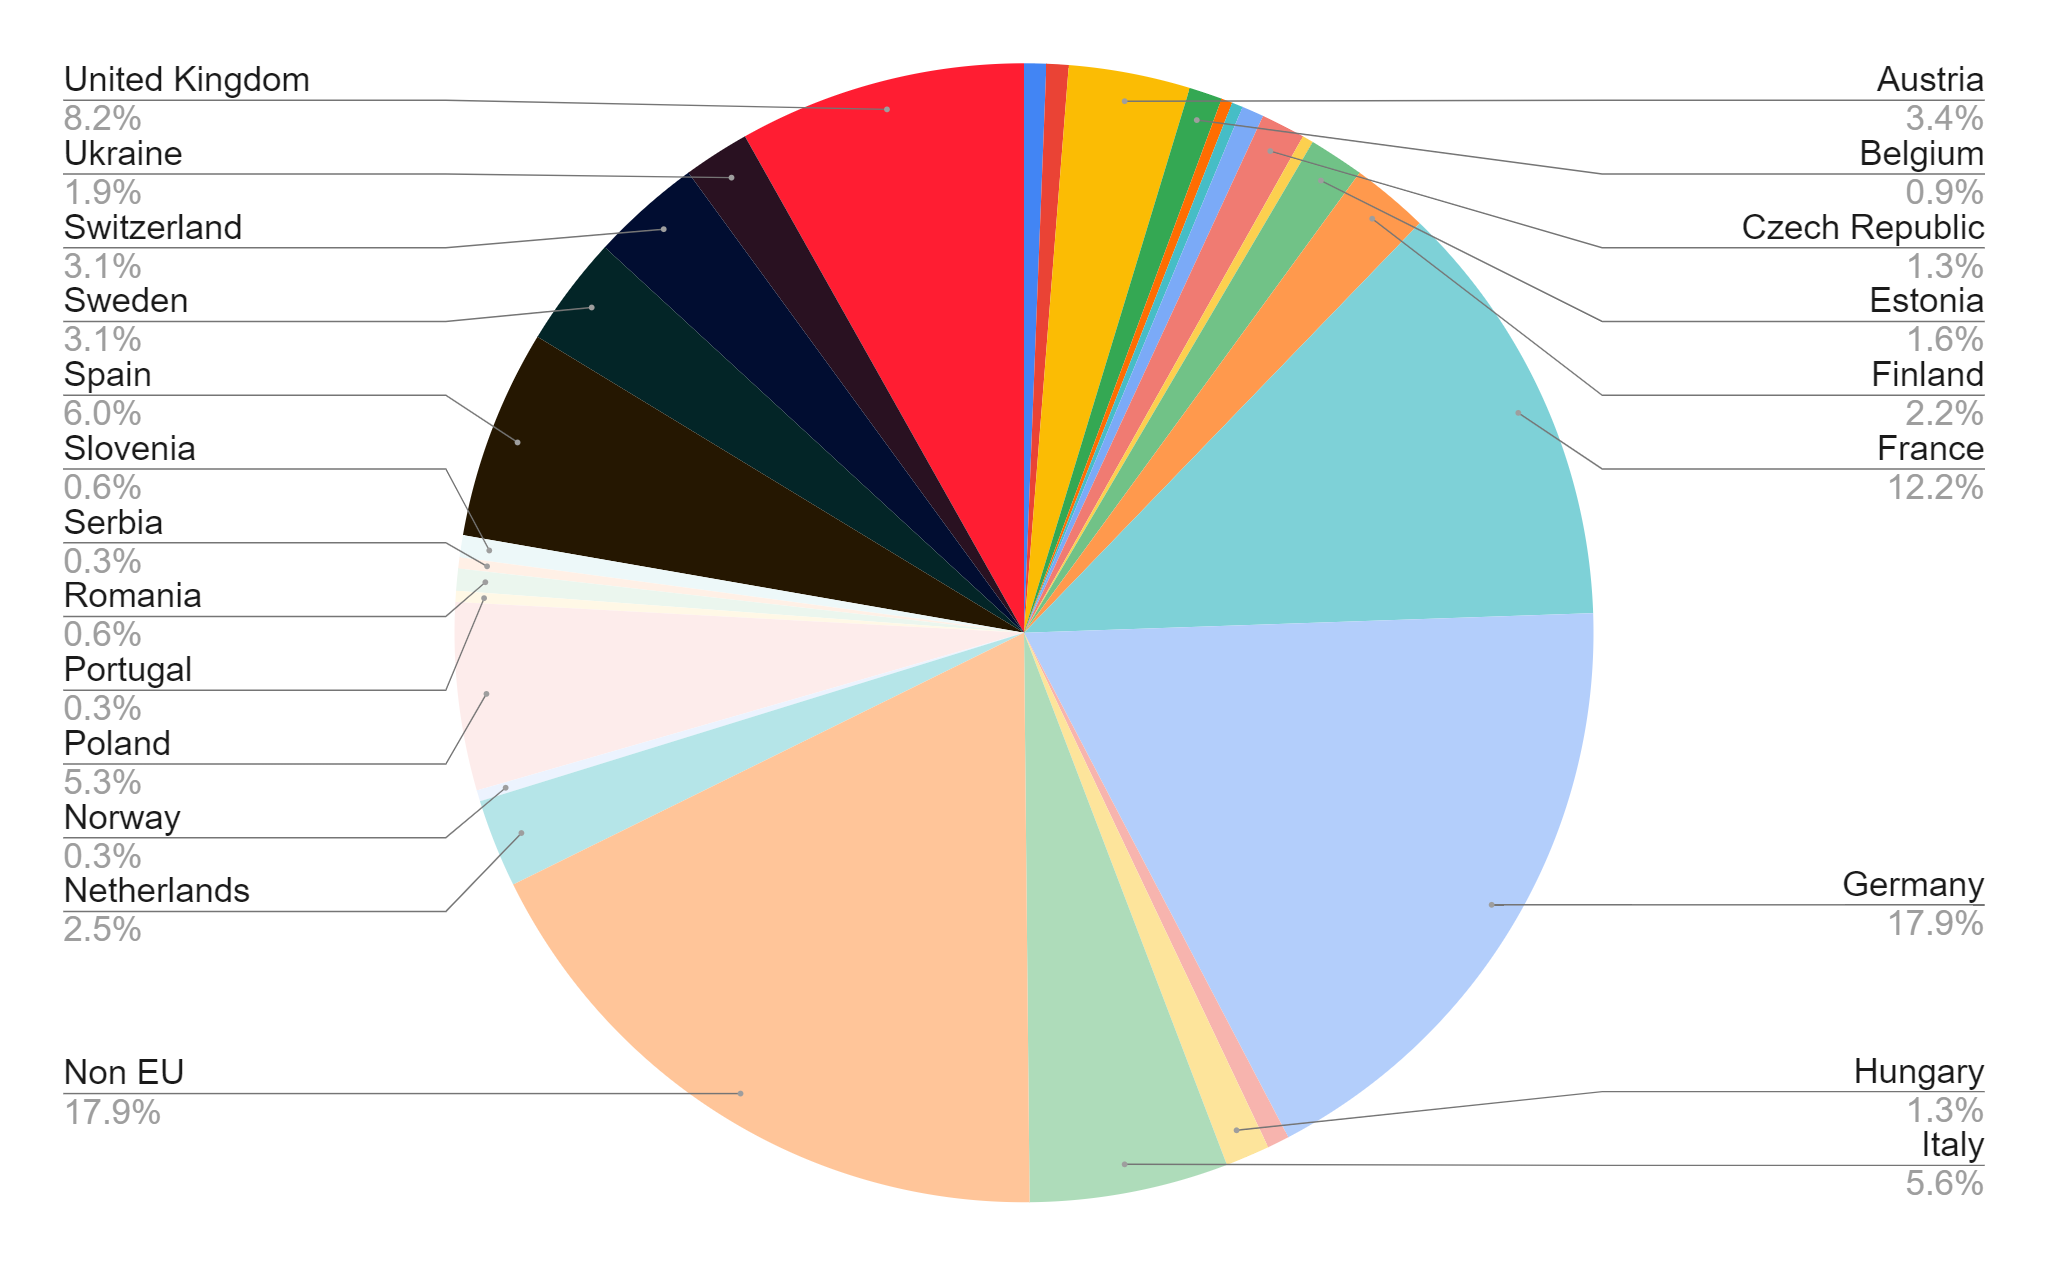 United Kingdom
8.2%
Ukraine
1.9%
Switzerland
3.1%
Sweden
3.1%
Spain
6.0%
Slovenia
0.6%
Serbia
0.3%
Romania
0.6%
Portugal
0.3%
Poland
5.3%
Norway
0.3%
Netherlands
2.5%
Non EU
17.9%
Austria
3.4%
Belgium
0.9%
Czech Republic
1.3%
Estonia
1.6%
Finland
2.2%
France
12.2%
Germany
17.9%
Hungary
1.3%
Italy
5.6%